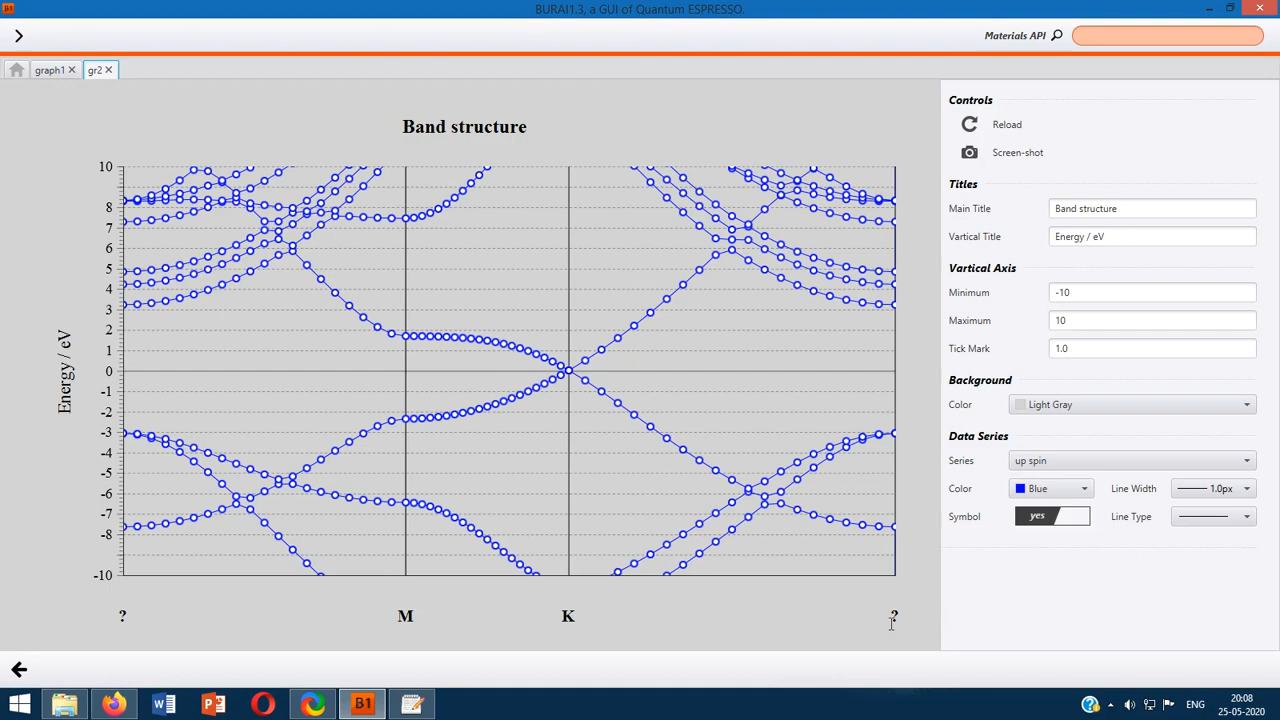 BURAI1.3, a GUI of Quantum ESPRESSO.
Materials API
graph1
gr2
Band structure
10
8
7
6
5
4
3
2
1
0
-1
-2
-3
-4
-5
-6
-7
-8
-10
Energy / eV
? M K ?
Controls
Reload
Screen-shot
Titles
Main Title Band structure
Vartical Title Energy / eV
Vartical Axis
Minimum -10
Maximum 10
Tick Mark 1.0
Background
Color Light Gray
Data Series
Series up spin
Color Blue Line Width 1.0px
Symbol yes Line Type
B1
ENG
20:08
25-05-2020